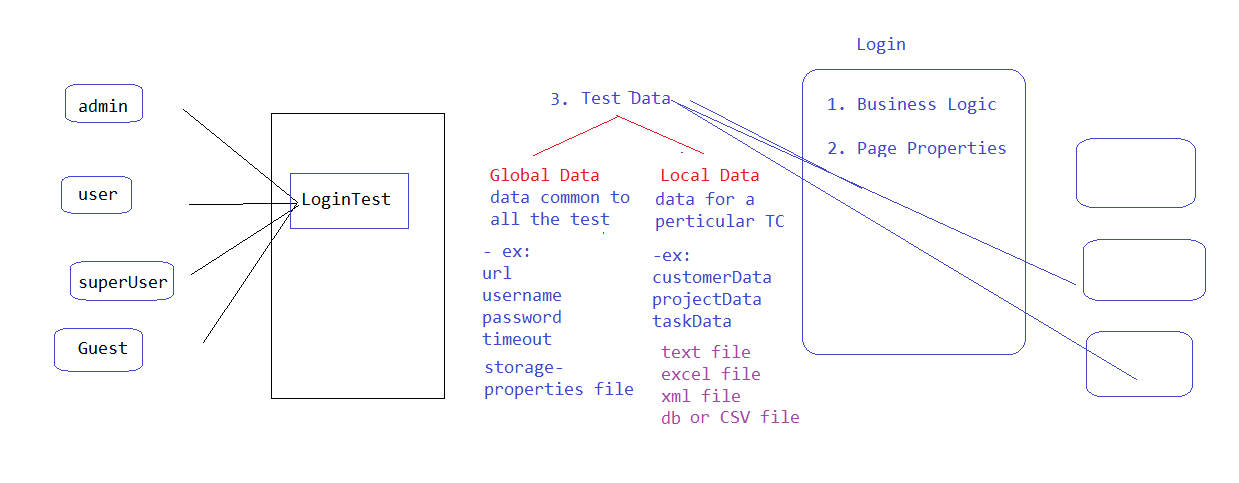 admin
user
superUser
Guest
LoginTest
3. Test Data
Global Data
data common to
all the test
- ex:
url
username
password
timeout
storage-
properties file
Local Data
data for a
perticular TC
-ex:
customerData
projectData
taskData
text file
excel file
xml file
db or CSV file
Login
1. Business Logic
2. Page Properties